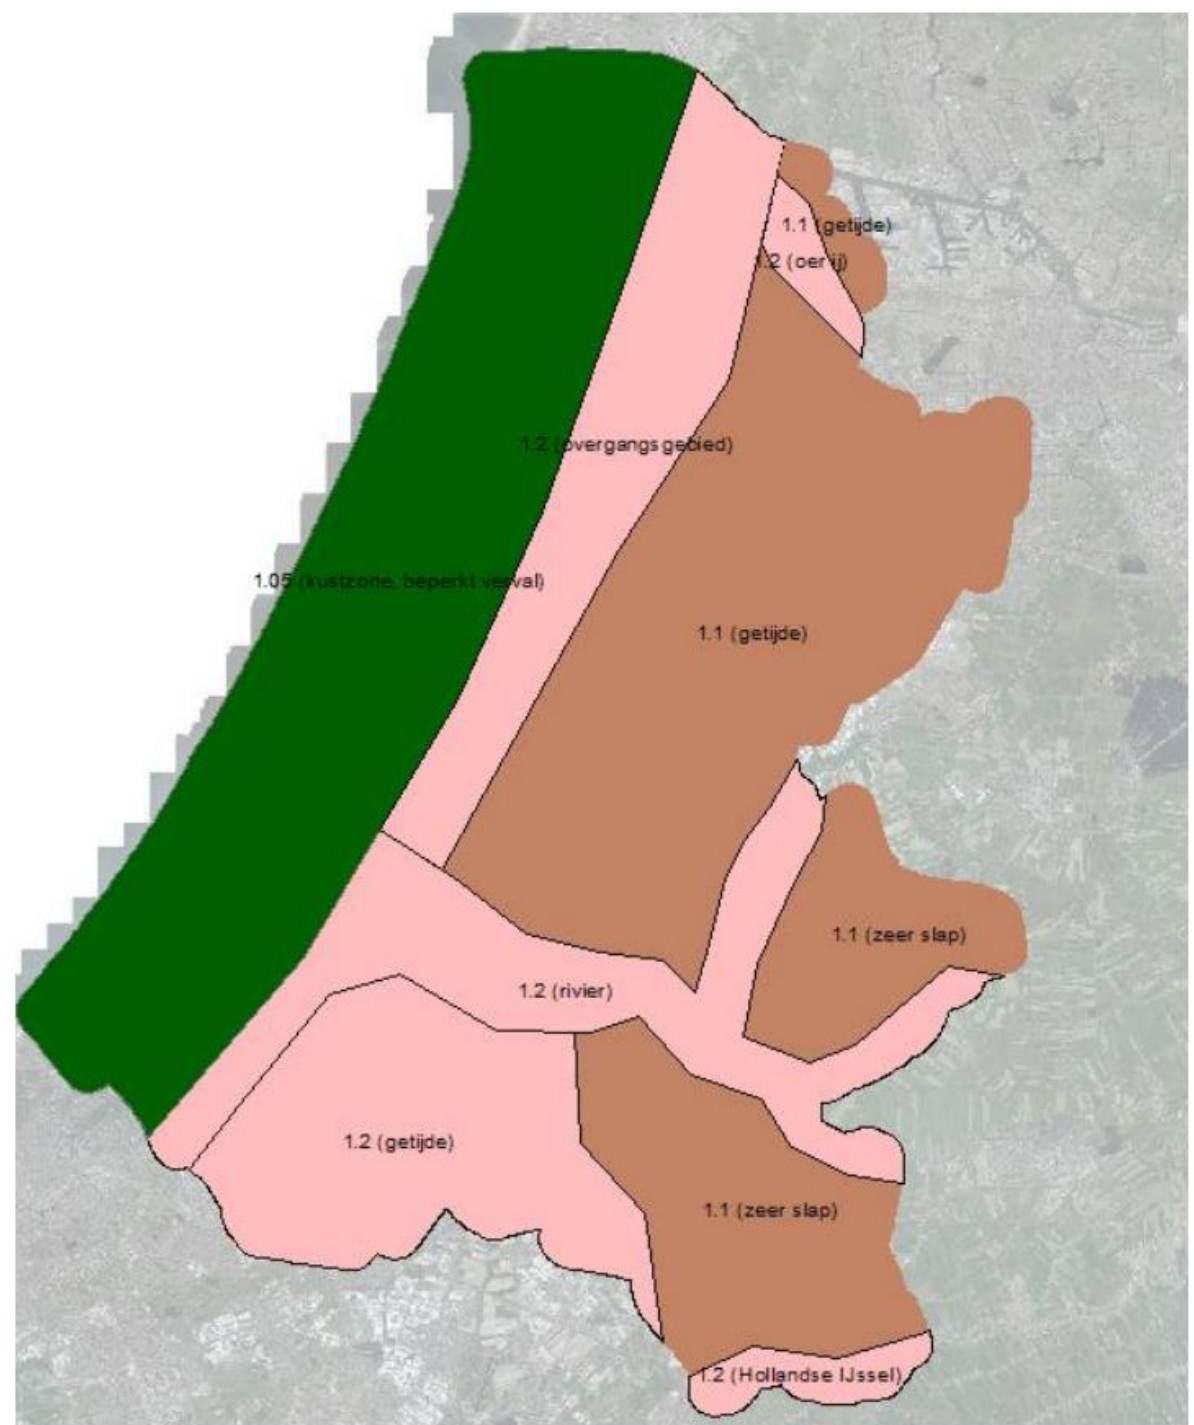 1.1 (getijde)
1.2 (oer ij)
1.2 (overgangsgebied)
1.05 (kustzone, beperkt verval)
1.1 (getijde)
1.1 (zeer slap)
1.2 (rivier)
1.2 (getijde)
1.1 (zeer slap)
1.2 (Hollandse IJssel)